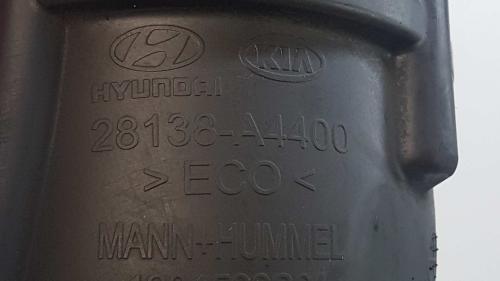 KIA
HYUNDAI
28138-A4400
> ECO <
MANN+HUMMEL